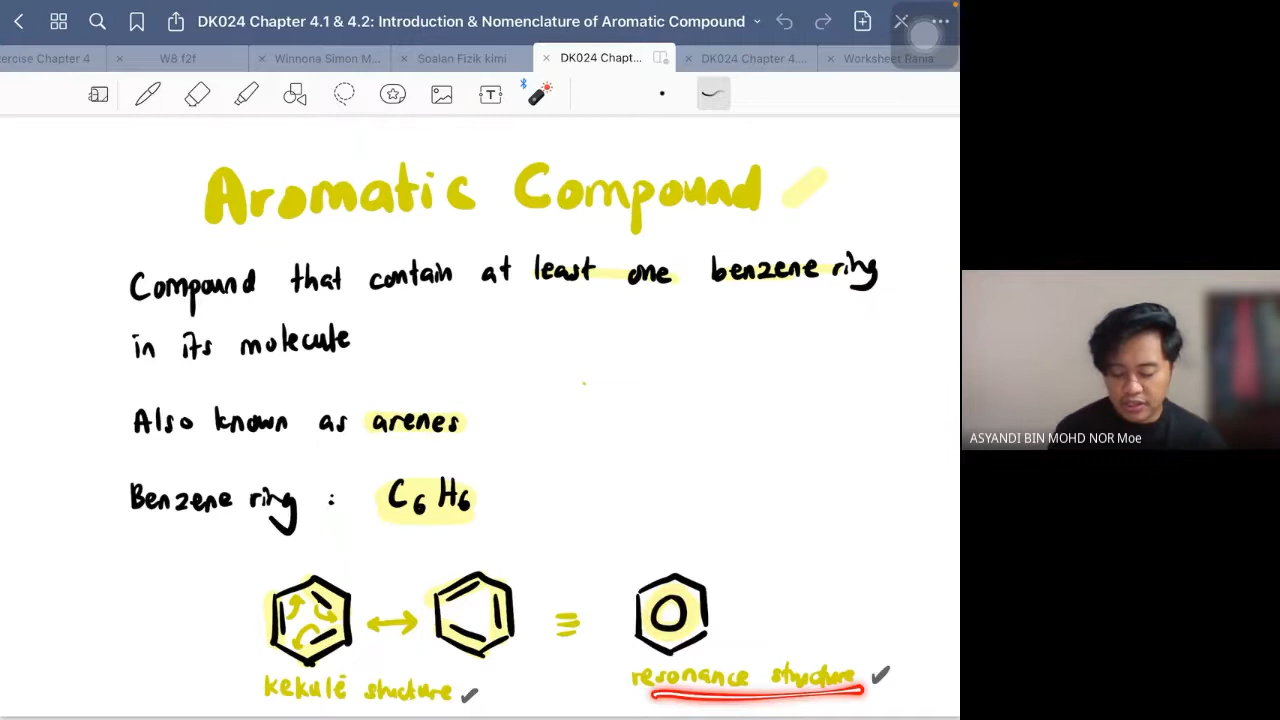 DK024 Chapter 4.1 & 4.2: Introduction & Nomenclature of Aromatic Compound
ercise Chapter 4
W8 f2f
Winnona Simon M...
Soalan Fizik kimi
DK024 Chapt...
DK024 Chapter 4....
Worksheet Rania
T
Aromatic Compound
Compound that contain at least one benzene ring
in its molecule
Also known as arenes
Benzene ring : C6H6
≡
kekulé structure
resonance structure
ASYANDI BIN MOHD NOR Moe